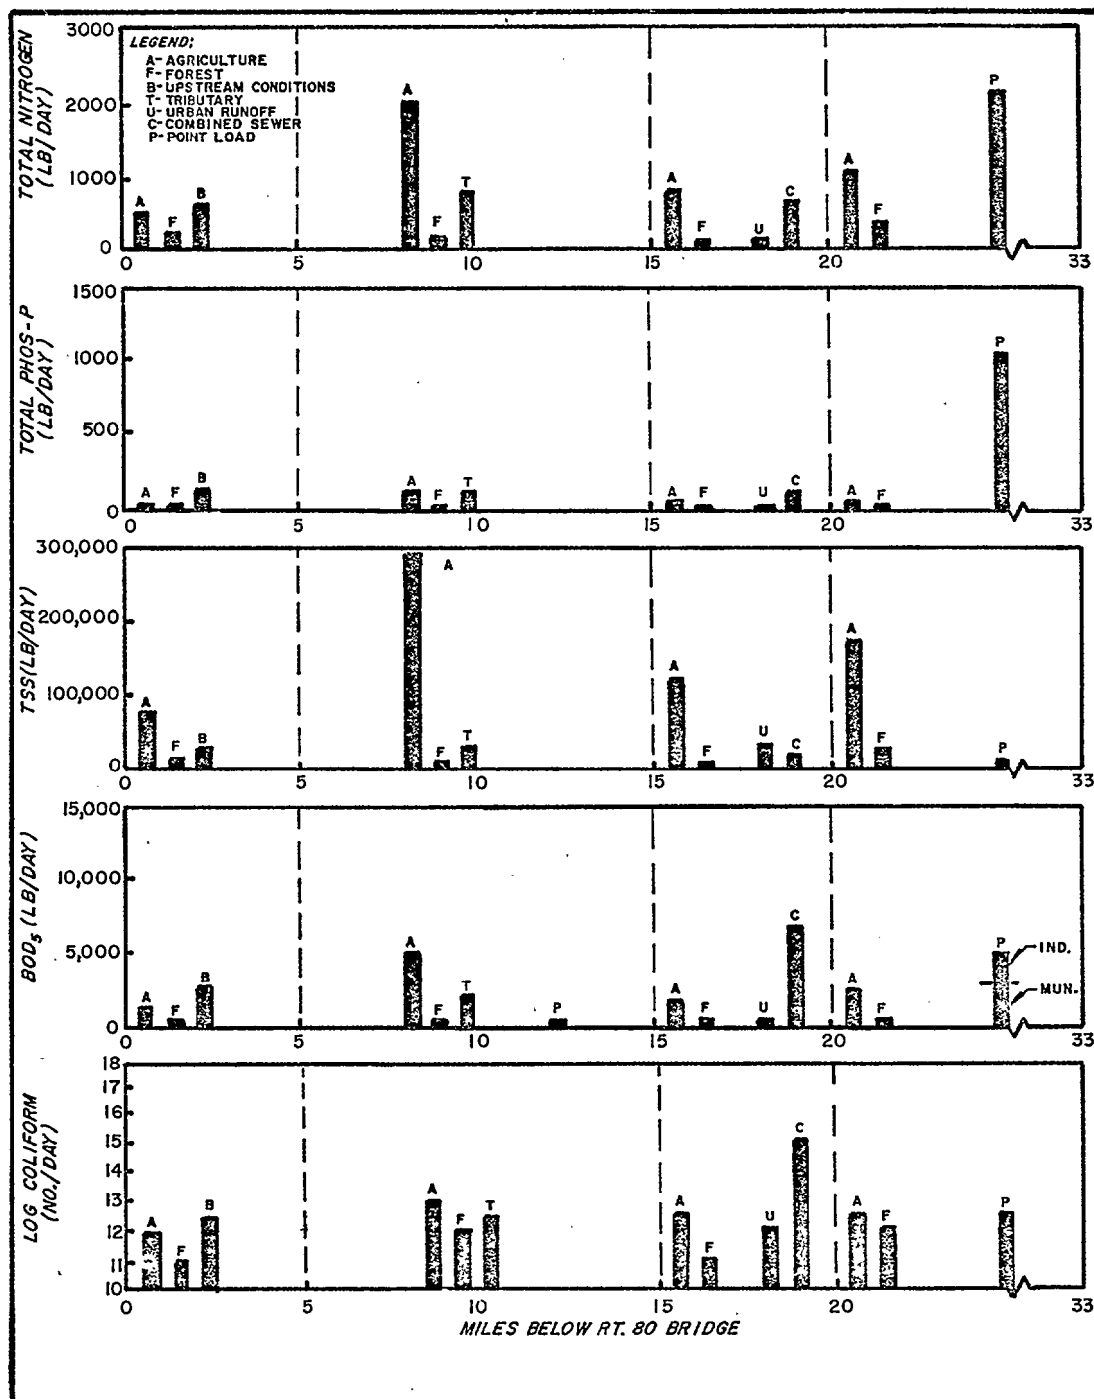 TOTAL NITROGEN
(LB/DAY)
3000
2000
1000
0
LEGEND;
A- AGRICULTURE
F- FOREST
B- UPSTREAM CONDITIONS
T- TRIBUTARY
U- URBAN RUNOFF
C- COMBINED SEWER
P- POINT LOAD
A F B A F T A F U C A F P
0 5 10 15 20 33
TOTAL PHOS-P
(LB/DAY)
1500
1000
500
0
A F B A F T A F U C A F P
0 5 10 15 20 33
TSS (LB/DAY)
300,000
200,000
100,000
0
A F B A F T A F U C A F P
0 5 10 15 20 33
BOD5 (LB/DAY)
15,000
10,000
5,000
0
A F B A F T P A F U C A F P
IND.
MUN.
0 5 10 15 20 33
LOG COLIFORM
(NO./DAY)
18
17
16
15
14
13
12
11
10
A F B A F T A F U C A F P
0 5 10 15 20 33
MILES BELOW RT. 80 BRIDGE